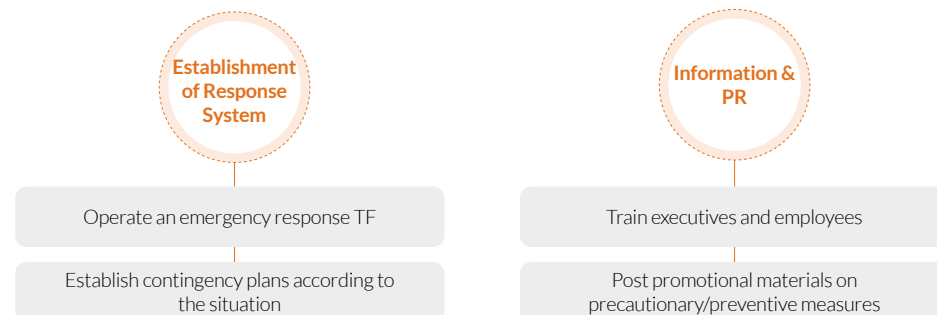 Establishment
of Response
System
Operate an emergency response TF
Establish contingency plans according to
the situation
Information &
PR
Train executives and employees
Post promotional materials on
precautionary/preventive measures